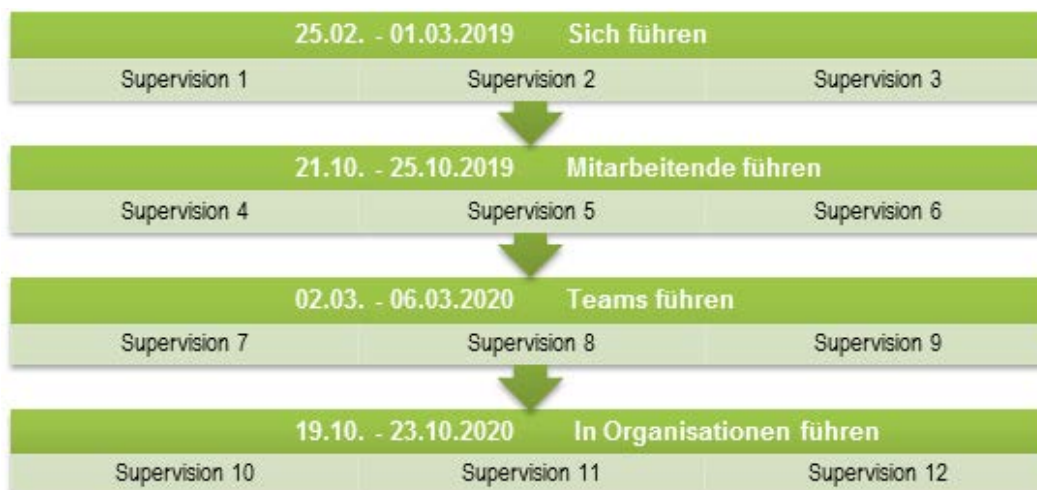 25.02. - 01.03.2019 Sich führen
Supervision 1 Supervision 2 Supervision 3
21.10. - 25.10.2019 Mitarbeitende führen
Supervision 4 Supervision 5 Supervision 6
02.03. - 06.03.2020 Teams führen
Supervision 7 Supervision 8 Supervision 9
19.10. - 23.10.2020 In Organisationen führen
Supervision 10 Supervision 11 Supervision 12